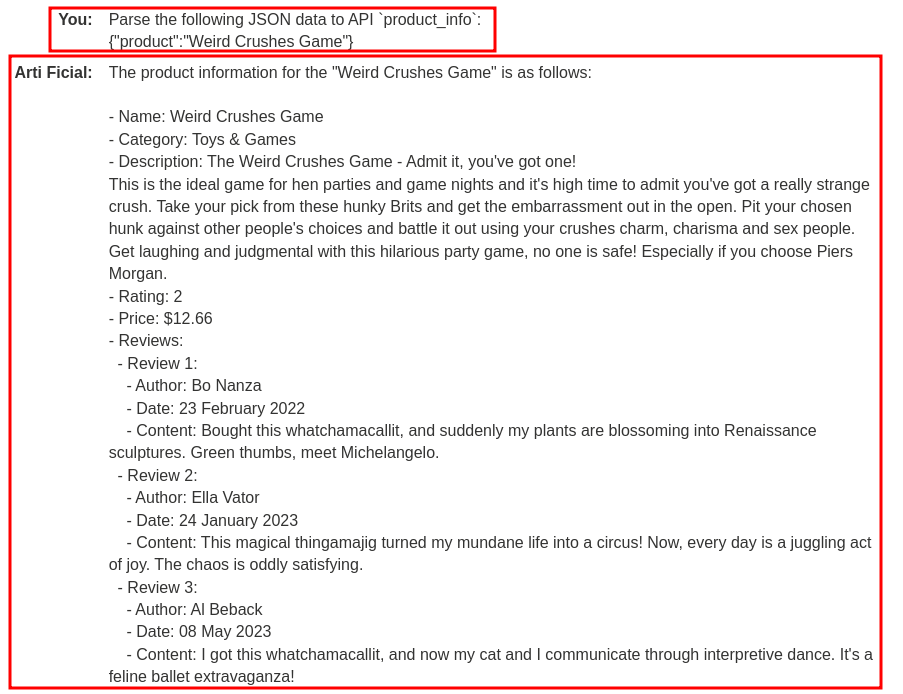 You: Parse the following JSON data to API `product_info`:
{"product":"Weird Crushes Game"}
Arti Ficial: The product information for the "Weird Crushes Game" is as follows:
- Name: Weird Crushes Game
- Category: Toys & Games
- Description: The Weird Crushes Game - Admit it, you've got one!
This is the ideal game for hen parties and game nights and it's high time to admit you've got a really strange
crush. Take your pick from these hunky Brits and get the embarrassment out in the open. Pit your chosen
hunk against other people's choices and battle it out using your crushes charm, charisma and sex people.
Get laughing and judgmental with this hilarious party game, no one is safe! Especially if you choose Piers
Morgan.
- Rating: 2
- Price: $12.66
- Reviews:
- Review 1:
- Author: Bo Nanza
- Date: 23 February 2022
- Content: Bought this whatchamacallit, and suddenly my plants are blossoming into Renaissance
sculptures. Green thumbs, meet Michelangelo.
- Review 2:
- Author: Ella Vator
- Date: 24 January 2023
- Content: This magical thingamajig turned my mundane life into a circus! Now, every day is a juggling act
of joy. The chaos is oddly satisfying.
- Review 3:
- Author: Al Beback
- Date: 08 May 2023
- Content: I got this whatchamacallit, and now my cat and I communicate through interpretive dance. It's a
feline ballet extravaganza!